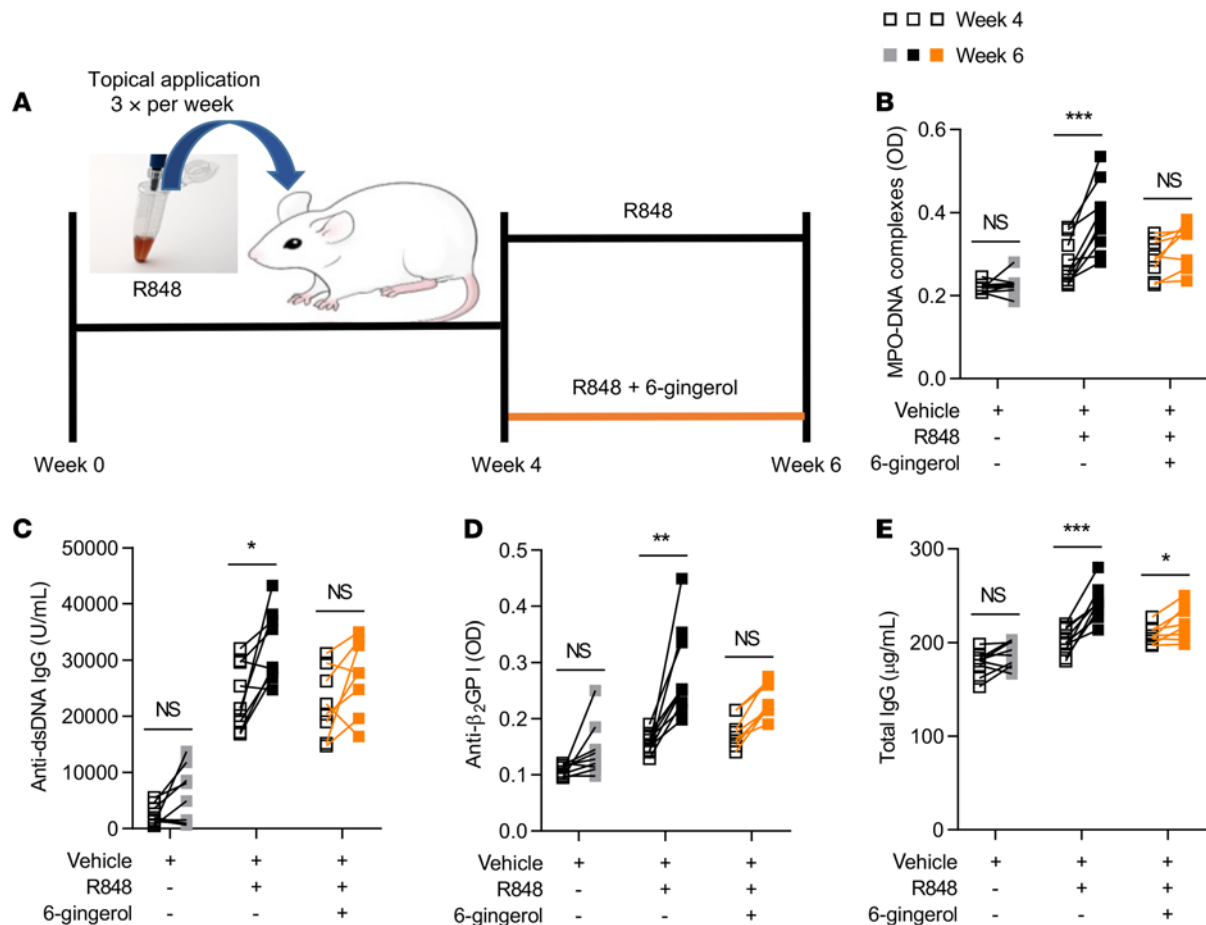 Week 4
Week 6
A
Topical application
3 × per week
R848
R848
R848 + 6-gingerol
Week 0
Week 4
Week 6
B
MPO-DNA complexes (OD)
0.6
0.4
0.2
0.0
NS
***
NS
Vehicle + + +
R848 - + +
6-gingerol - - +
C
Anti-dsDNA IgG (U/mL)
50000
40000
30000
20000
10000
0
NS
*
NS
Vehicle + + +
R848 - + +
6-gingerol - - +
D
Anti-β₂GP I (OD)
0.5
0.4
0.3
0.2
0.1
0.0
NS
**
NS
Vehicle + + +
R848 - + +
6-gingerol - - +
E
Total IgG (µg/mL)
300
200
100
0
NS
***
*
Vehicle + + +
R848 - + +
6-gingerol - - +